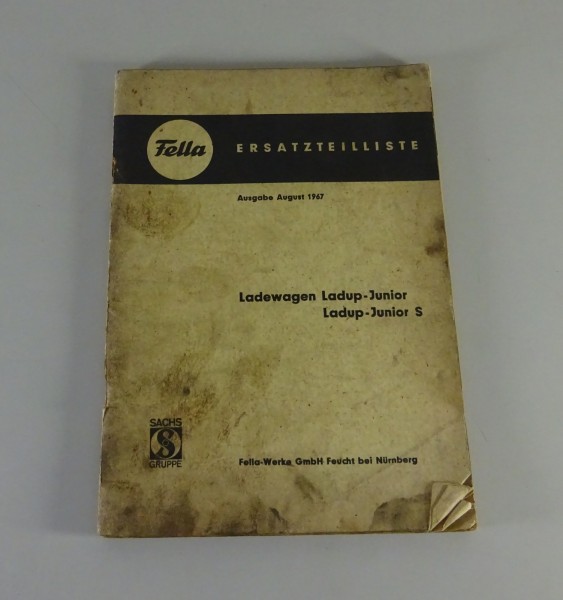 Fella ERSATZTEILLISTE
Ausgabe August 1967
Ladewagen Ladup-Junior
Ladup-Junior S
SACHS
GRUPPE
Fella-Werke GmbH Feucht bei Nürnberg